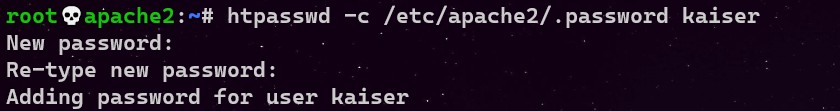 root💀apache2:~# htpasswd -c /etc/apache2/.password kaiser
New password:
Re-type new password:
Adding password for user kaiser